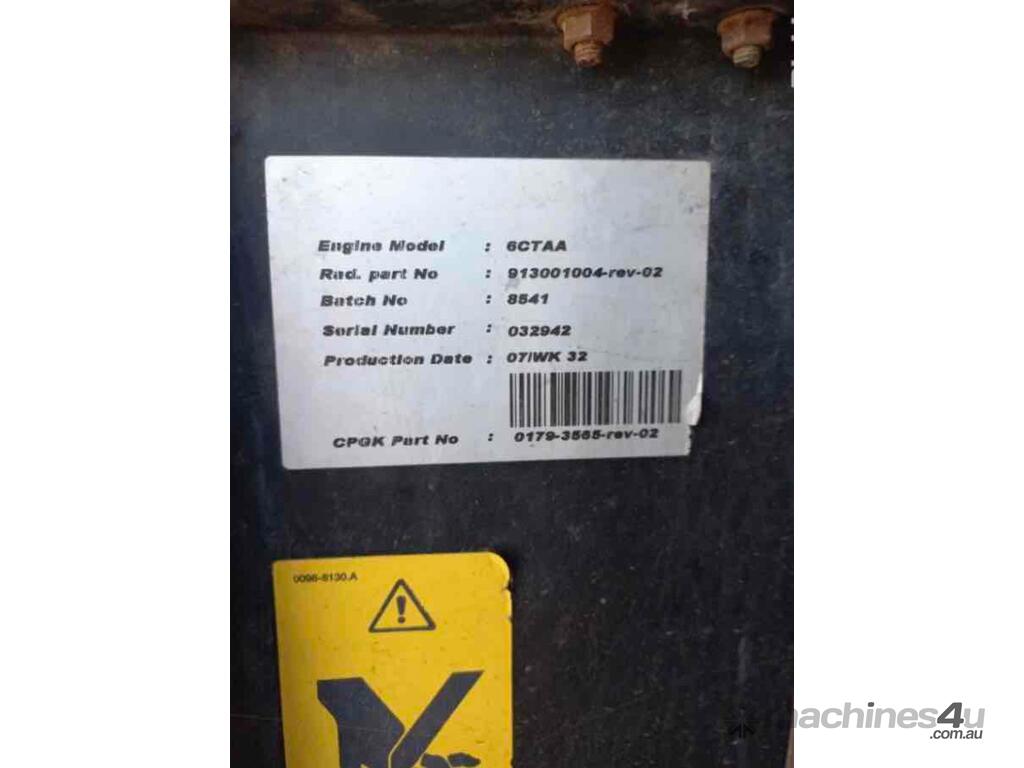 Engine Model : 6CTAA
Rad. part No : 913001004-rev-02
Batch No : 8541
Serial Number : 032942
Production Date : 07/WK 32
CPGK Part No : 0179-3565-rev-02
0098-8130.A
machines4u
.com.au